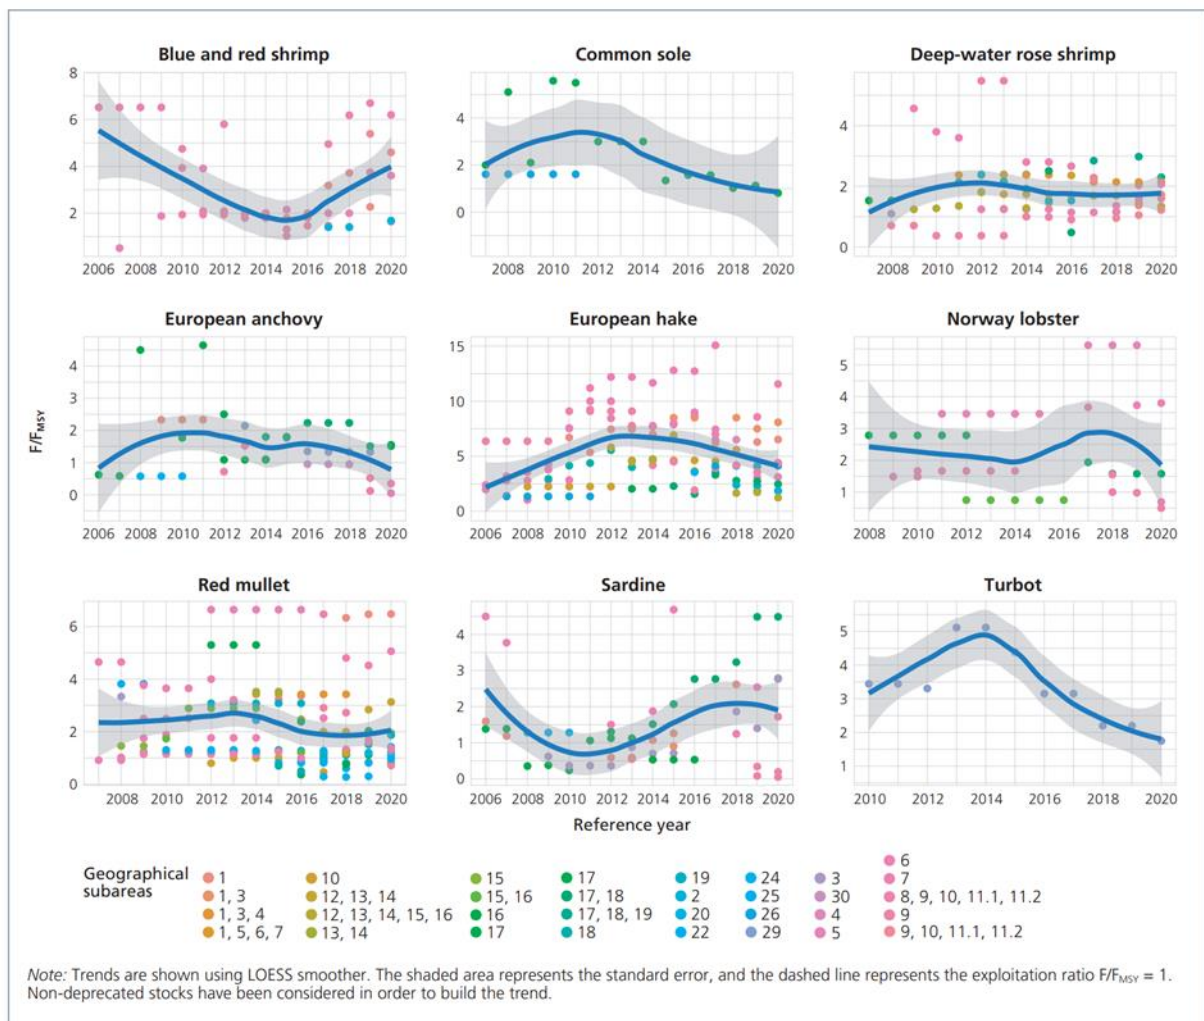 Blue and red shrimp
Common sole
Deep-water rose shrimp
8
6
4
2
0
2006 2008 2010 2012 2014 2016 2018 2020
4
2
0
2008 2010 2012 2014 2016 2018 2020
4
2
0
2008 2010 2012 2014 2016 2018 2020
European anchovy
European hake
Norway lobster
F/FMSY
4
3
2
1
0
2006 2008 2010 2012 2014 2016 2018 2020
15
10
5
0
2006 2008 2010 2012 2014 2016 2018 2020
5
4
3
2
1
2008 2010 2012 2014 2016 2018 2020
Red mullet
Sardine
Turbot
6
4
2
0
2008 2010 2012 2014 2016 2018 2020
4
3
2
1
0
2006 2008 2010 2012 2014 2016 2018 2020
5
4
3
2
1
2010 2012 2014 2016 2018 2020
Reference year
Geographical subareas
1
1, 3
1, 3, 4
1, 5, 6, 7
10
12, 13, 14
12, 13, 14, 15, 16
13, 14
15
15, 16
16
17
17
17, 18
17, 18, 19
18
19
2
20
22
24
25
26
29
3
30
4
5
6
7
8, 9, 10, 11.1, 11.2
9
9, 10, 11.1, 11.2
Note: Trends are shown using LOESS smoother. The shaded area represents the standard error, and the dashed line represents the exploitation ratio F/FMSY = 1.
Non-deprecated stocks have been considered in order to build the trend.